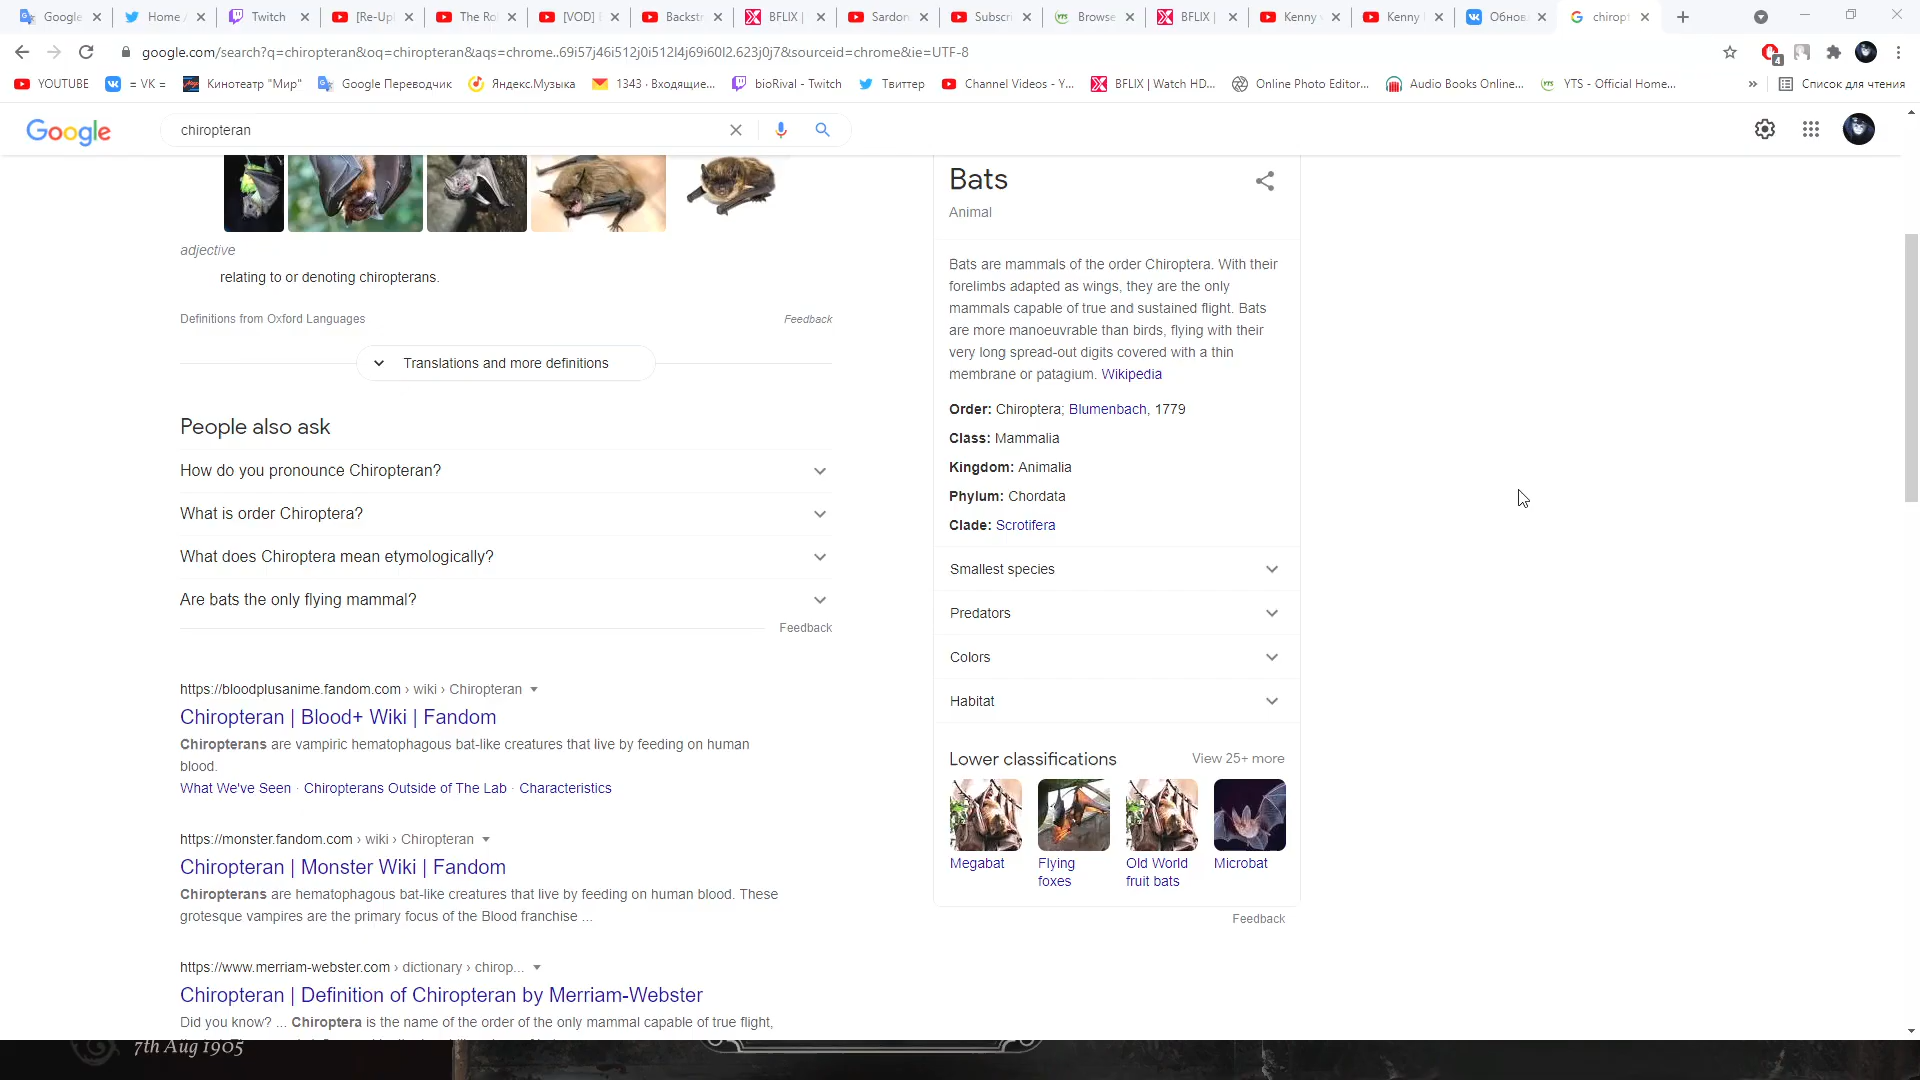 Google
Home /
Twitch
[Re-Upl
The Ro
[VOD]
Backst
BFLIX |
Sardon
Subscri
Browse
BFLIX |
Kenny
Kenny
Обнов
chiropt
google.com/search?q=chiropteran&oq=chiropteran&aqs=chrome..69i57j46i512j0i512l4j69i60l2.623j0j7&sourceid=chrome&ie=UTF-8
4
YOUTUBE
= VK =
Кинотеатр "Мир"
Google Переводчик
Яндекс.Музыка
1343 · Входящие...
bioRival - Twitch
Твиттер
Channel Videos - Y...
BFLIX | Watch HD...
Online Photo Editor...
Audio Books Online...
YTS - Official Home...
»
Список для чтения
Google
chiropteran
adjective
relating to or denoting chiropterans.
Definitions from Oxford Languages
Feedback
Translations and more definitions
People also ask
How do you pronounce Chiropteran?
What is order Chiroptera?
What does Chiroptera mean etymologically?
Are bats the only flying mammal?
Feedback
https://bloodplusanime.fandom.com › wiki › Chiropteran
Chiropteran | Blood+ Wiki | Fandom
Chiropterans are vampiric hematophagous bat-like creatures that live by feeding on human
blood.
What We've Seen · Chiropterans Outside of The Lab · Characteristics
https://monster.fandom.com › wiki › Chiropteran
Chiropteran | Monster Wiki | Fandom
Chiropterans are hematophagous bat-like creatures that live by feeding on human blood. These
grotesque vampires are the primary focus of the Blood franchise ...
https://www.merriam-webster.com › dictionary › chirop...
Chiropteran | Definition of Chiropteran by Merriam-Webster
Did you know? ... Chiroptera is the name of the order of the only mammal capable of true flight,
Bats
Animal
Bats are mammals of the order Chiroptera. With their
forelimbs adapted as wings, they are the only
mammals capable of true and sustained flight. Bats
are more manoeuvrable than birds, flying with their
very long spread-out digits covered with a thin
membrane or patagium. Wikipedia
Order: Chiroptera; Blumenbach, 1779
Class: Mammalia
Kingdom: Animalia
Phylum: Chordata
Clade: Scrotifera
Smallest species
Predators
Colors
Habitat
Lower classifications
View 25+ more
Megabat
Flying
foxes
Old World
fruit bats
Microbat
Feedback
7th Aug 1905